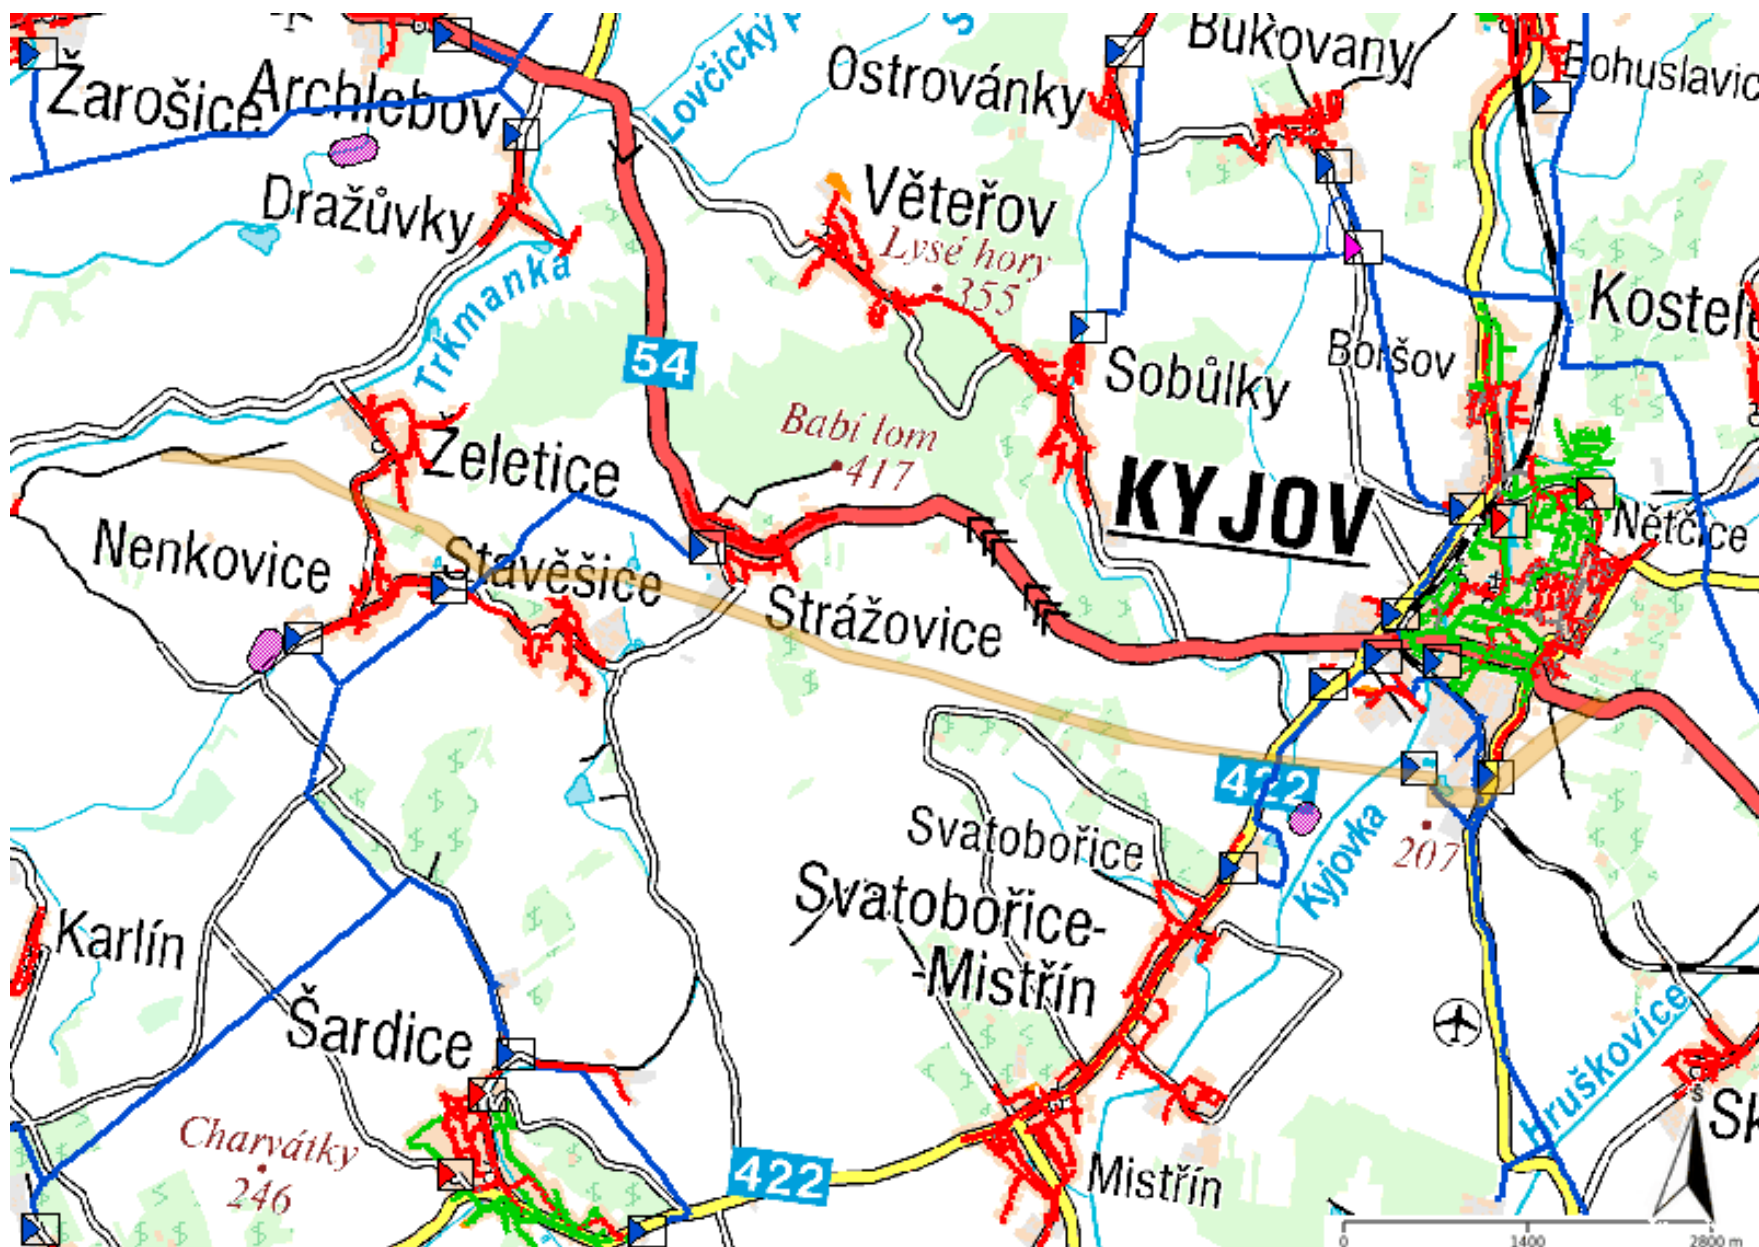 Bukovany
Bohuslavic
Ostrovánky
Lovčický p
Žarošice
Archlebov
Dražůvky
Věteřov
Lysé hory
355
Trkmanka
Kostel
Boršov
54
Sobůlky
Babí lom
417
Želetice
KYJOV
Nětčice
Nenkovice
Stavěšice
Strážovice
422
Svatobořice
207
Kyjovka
Svatobořice-
-Mistřín
Karlín
Šardice
Hruškovice
Š
Sk
Charvátky
246
422
Mistřín
0 1400 2800 m